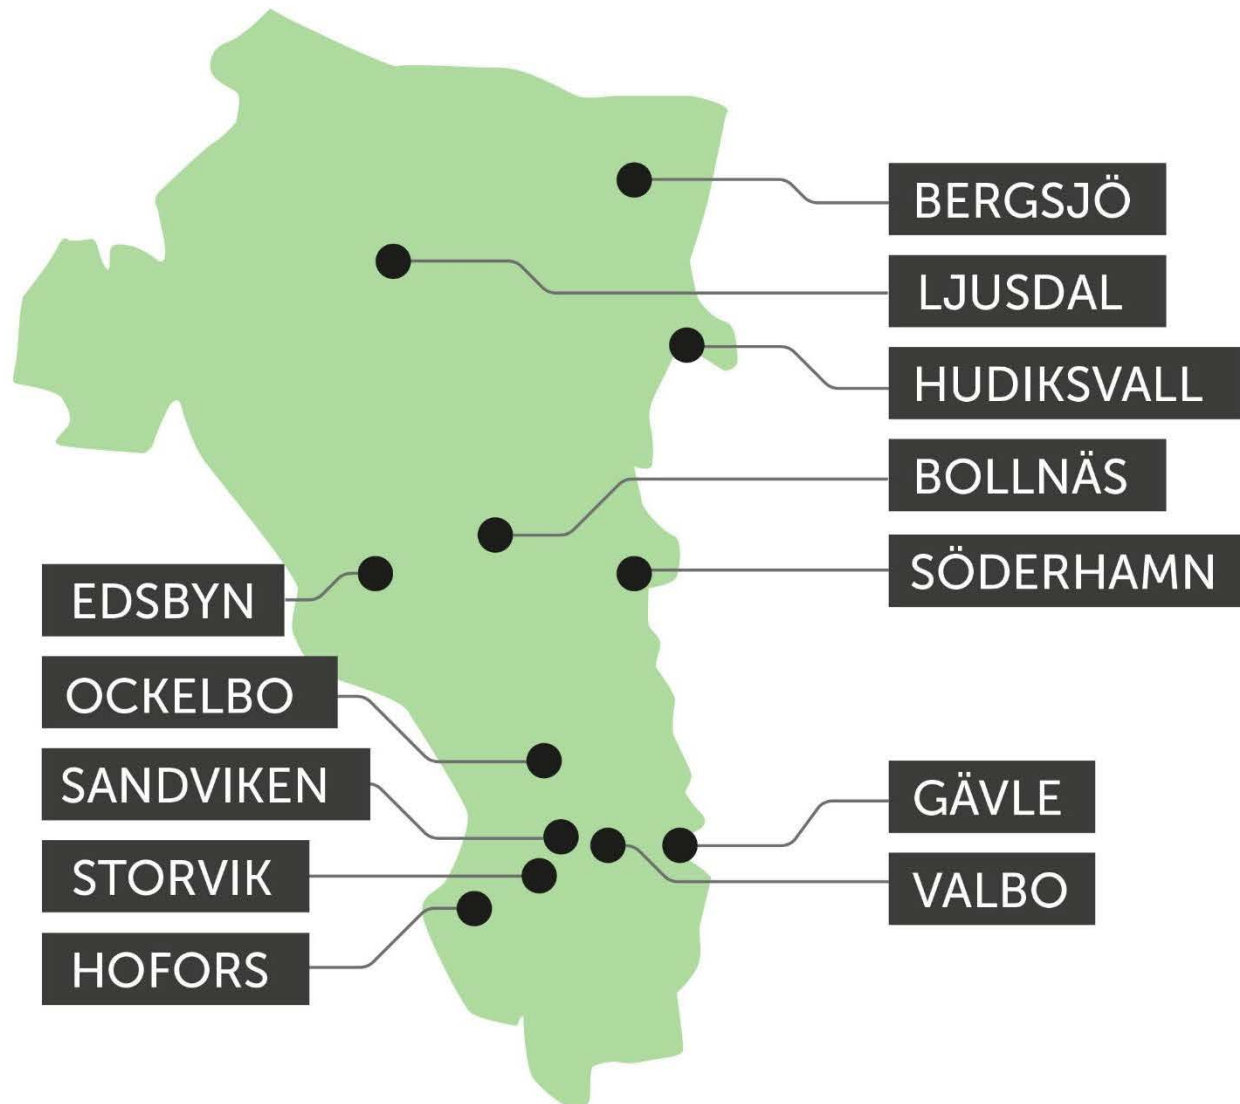 BERGSJÖ
LJUSDAL
HUDIKSVALL
BOLLNÄS
SÖDERHAMN
EDSBYN
OCKELBO
SANDVIKEN
STORVIK
HOFORS
GÄVLE
VALBO